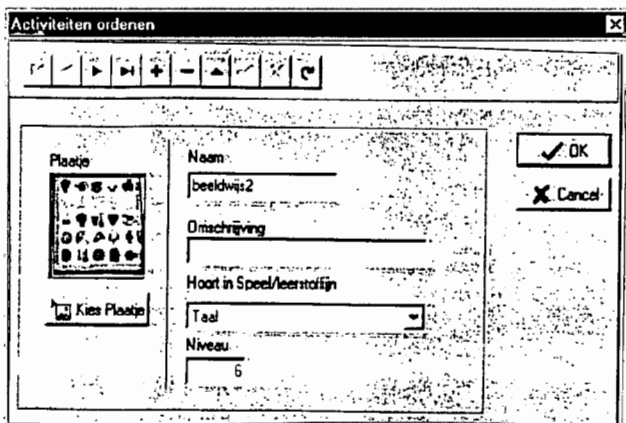 Activiteiten ordenen
Plaatje
Kies Plaatje
Naam
beeldwijs2
Omschrijving
Hoort in Speel/leerstoflijn
Taal
Niveau
6
OK
Cancel